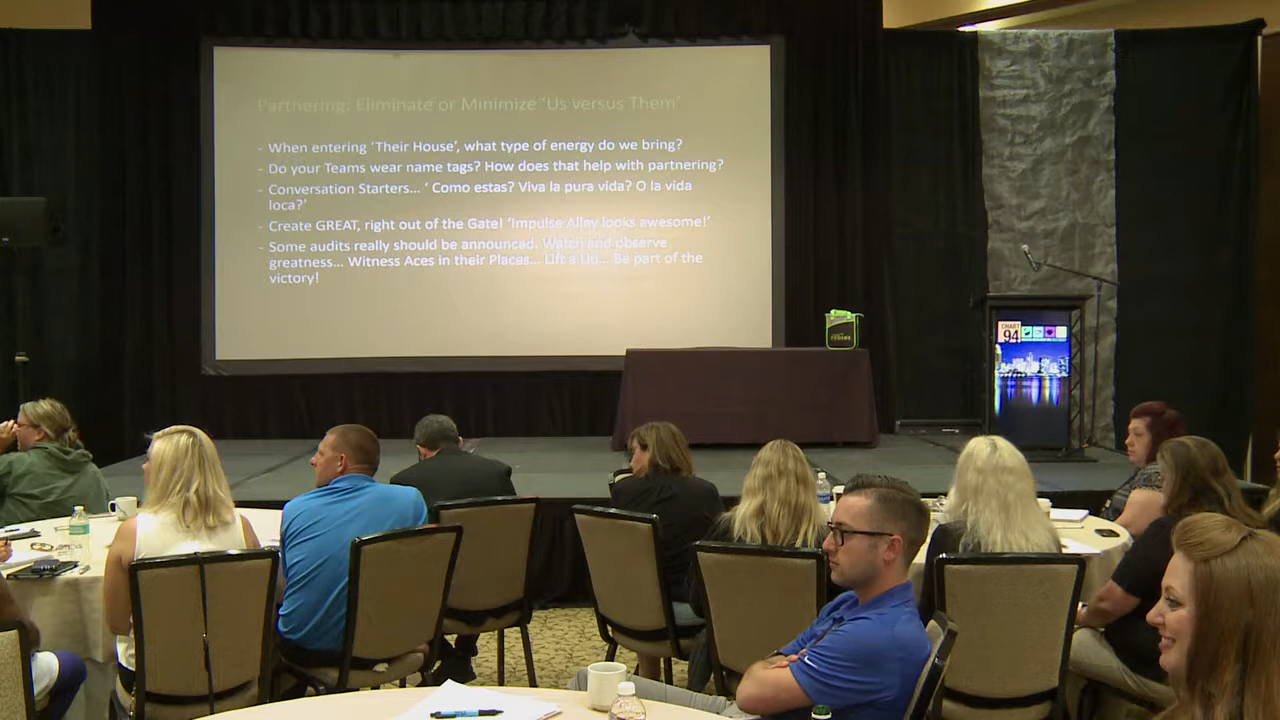 Partnering: Eliminate or Minimize 'Us versus Them'
- When entering 'Their House', what type of energy do we bring?
- Do your Teams wear name tags? How does that help with partnering?
- Conversation Starters... ' Como estas? Viva la pura vida? O la vida
loca?'
- Create GREAT, right out of the Gate! 'Impulse Alley looks awesome!'
- Some audits really should be announced. Watch and observe
greatness... Witness Aces in their Places... Lift a Lid... Be part of the
victory!
CHART
94